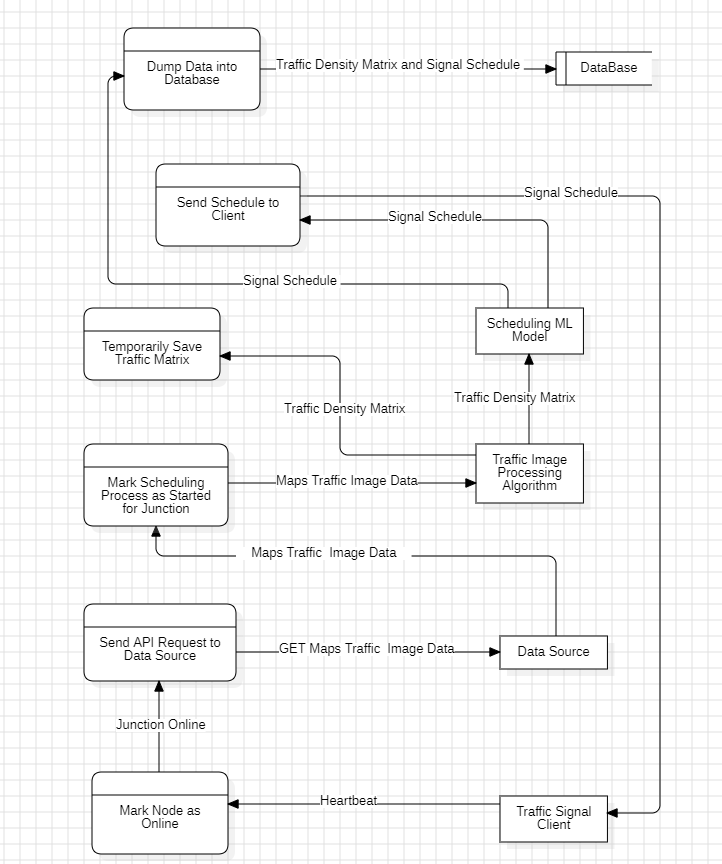 Dump Data into
Database
Traffic Density Matrix and Signal Schedule
DataBase
Send Schedule to
Client
Signal Schedule
Signal Schedule
Signal Schedule
Scheduling ML
Model
Temporarily Save
Traffic Matrix
Traffic Density Matrix
Traffic Density Matrix
Mark Scheduling
Process as Started
for Junction
Maps Traffic Image Data
Traffic Image
Processing
Algorithm
Maps Traffic  Image Data
Send API Request to
Data Source
GET Maps Traffic  Image Data
Data Source
Junction Online
Mark Node as
Online
Heartbeat
Traffic Signal
Client